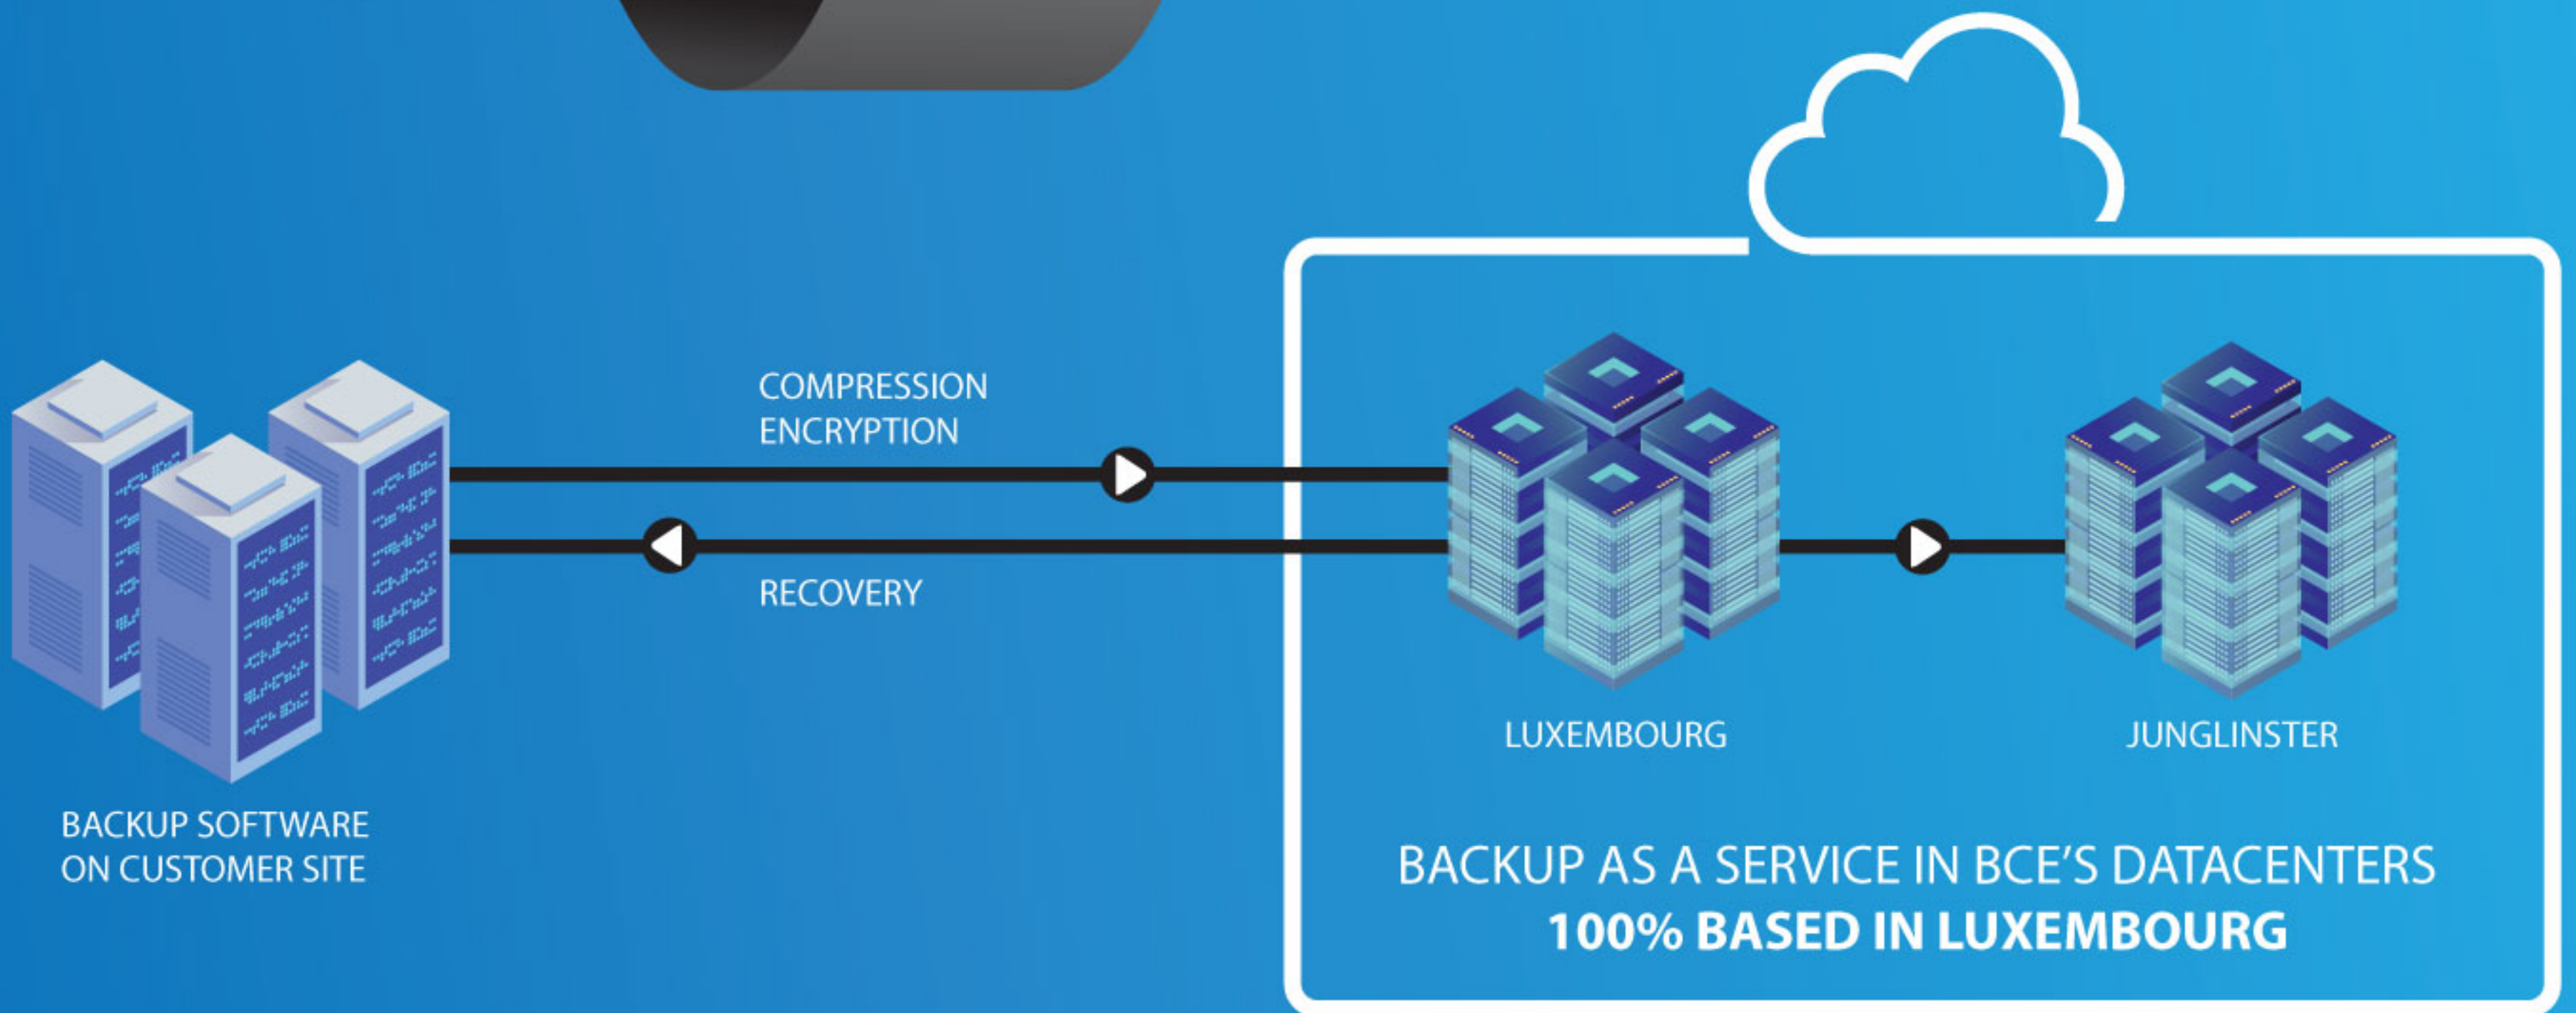 COMPRESSION
ENCRYPTION
RECOVERY
BACKUP SOFTWARE
ON CUSTOMER SITE
LUXEMBOURG
JUNGLINSTER
BACKUP AS A SERVICE IN BCE'S DATACENTERS
100% BASED IN LUXEMBOURG